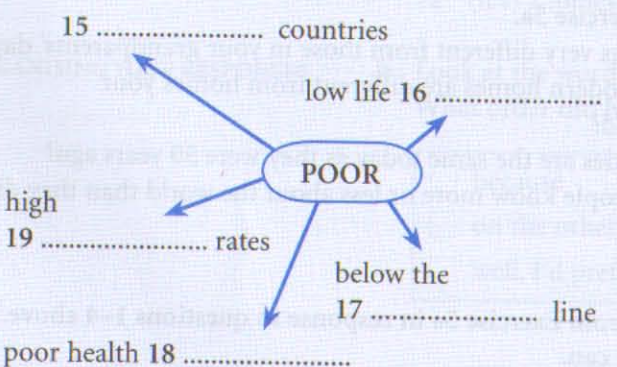 15 ........................ countries
low life 16 ........................
POOR
high
19 ........................ rates
below the
17 ........................ line
poor health 18 ........................